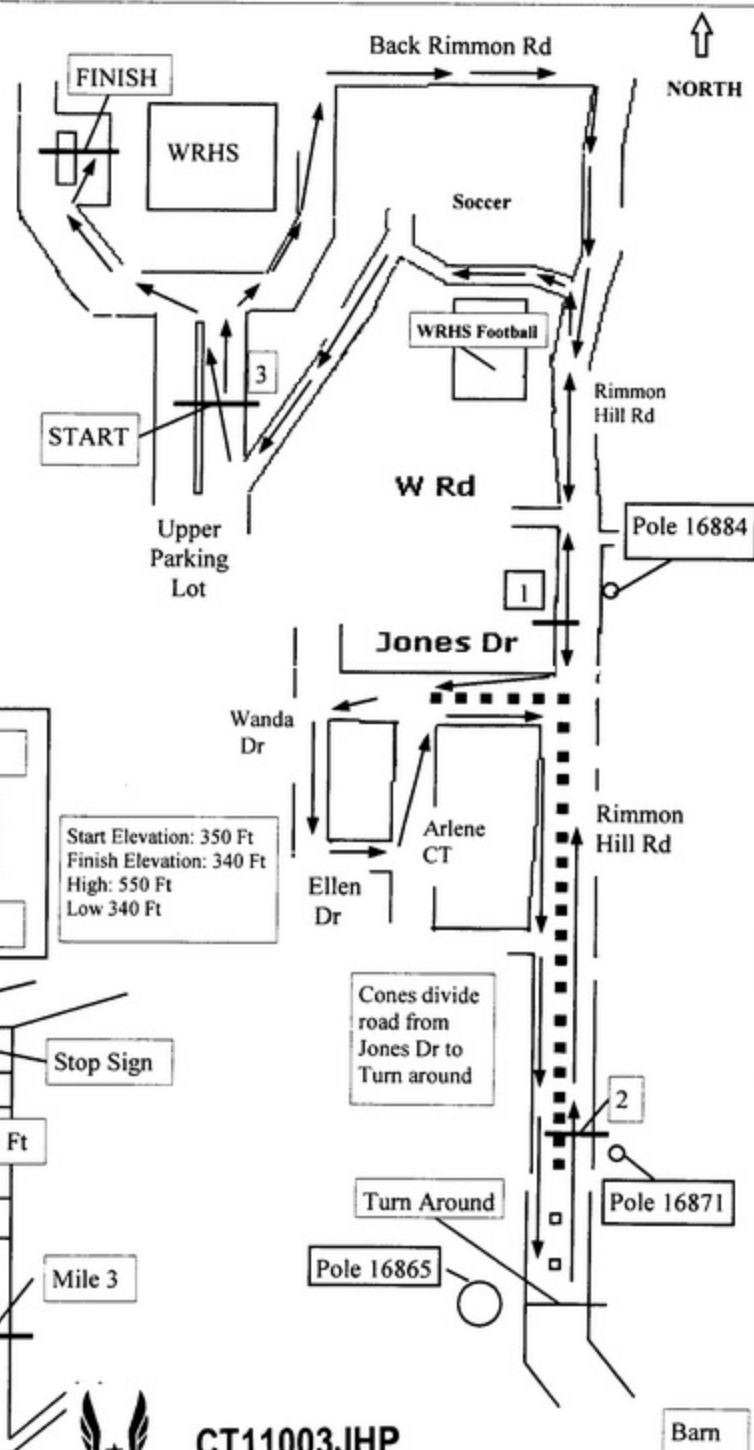 Back Rimmon Rd
NORTH
FINISH
WRHS
Soccer
WRHS Football
3
START
Rimmon
Hill Rd
W Rd
Upper
Parking
Lot
Pole 16884
1
Jones Dr
Wanda
Dr
Start Elevation: 350 Ft
Finish Elevation: 340 Ft
High: 550 Ft
Low 340 Ft
Arlene
CT
Ellen
Dr
Rimmon
Hill Rd
Cones divide
road from
Jones Dr to
Turn around
Stop Sign
2
Ft
Turn Around
Pole 16871
Pole 16865
Mile 3
CT11003JHP
Barn